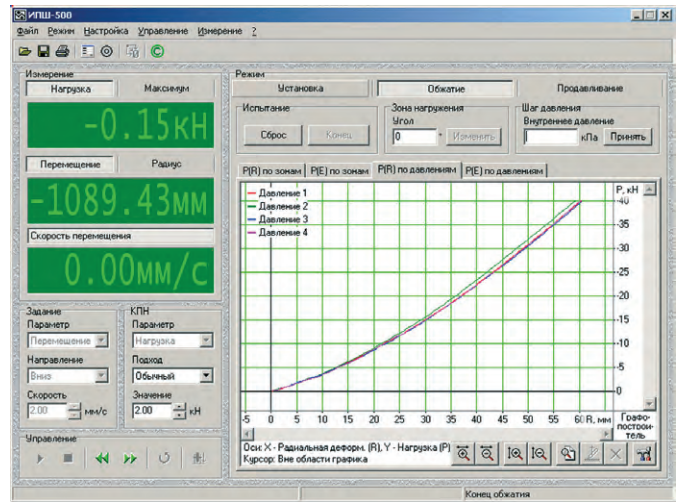 ИПШ-500
Файл Режим Настройка Управление Измерение ?
Измерение
Нагрузка Максимум
-0.15кН
Перемещение Радиус
-1089.43мм
Скорость перемещения
0.00мм/с
Задание
Параметр
Перемещение
Направление
Вниз
Скорость
2.00 мм/с
КПН
Параметр
Нагрузка
Подход
Обычный
Значение
2.00 кН
Управление
Режим
Установка Обжатие Продавливание
Испытание
Сброс Конец
Зона нагружения
Угол
0 ° Изменить
Шаг давления
Внутреннее давление
кПа Принять
P(R) по зонам P(E) по зонам P(R) по давлениям P(E) по давлениям
Давление 1
Давление 2
Давление 3
Давление 4
P, кН
40
35
30
25
20
15
10
5
0
-5 0 5 10 15 20 25 30 35 40 45 50 55 60 R, мм
Графо-
построи-
тель
Оси: X - Радиальная деформ. (R), Y - Нагрузка (P)
Курсор: Вне области графика
Конец обжатия